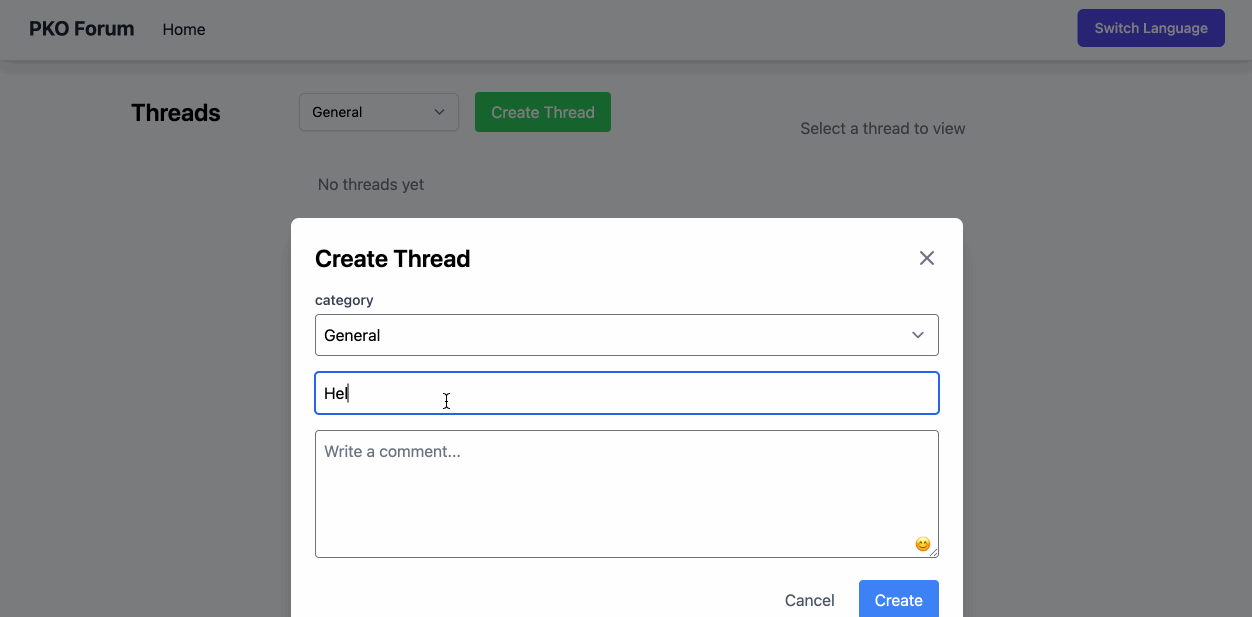 PKO Forum Home Switch Language
Threads General Create Thread
Select a thread to view
No threads yet
Create Thread
category
General
Hel
Write a comment...
Cancel Create